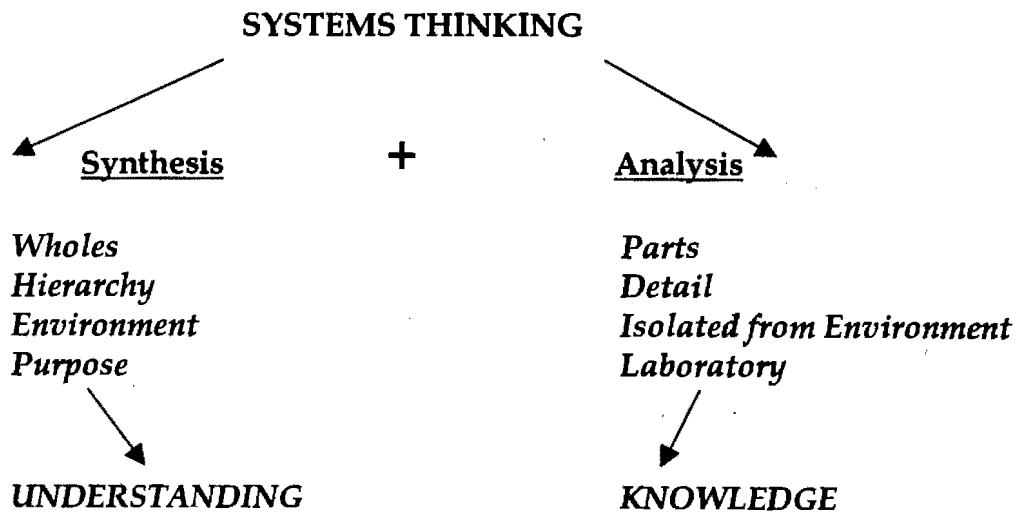 SYSTEMS THINKING
Synthesis + Analysis
Wholes
Hierarchy
Environment
Purpose
Parts
Detail
Isolated from Environment
Laboratory
UNDERSTANDING
KNOWLEDGE